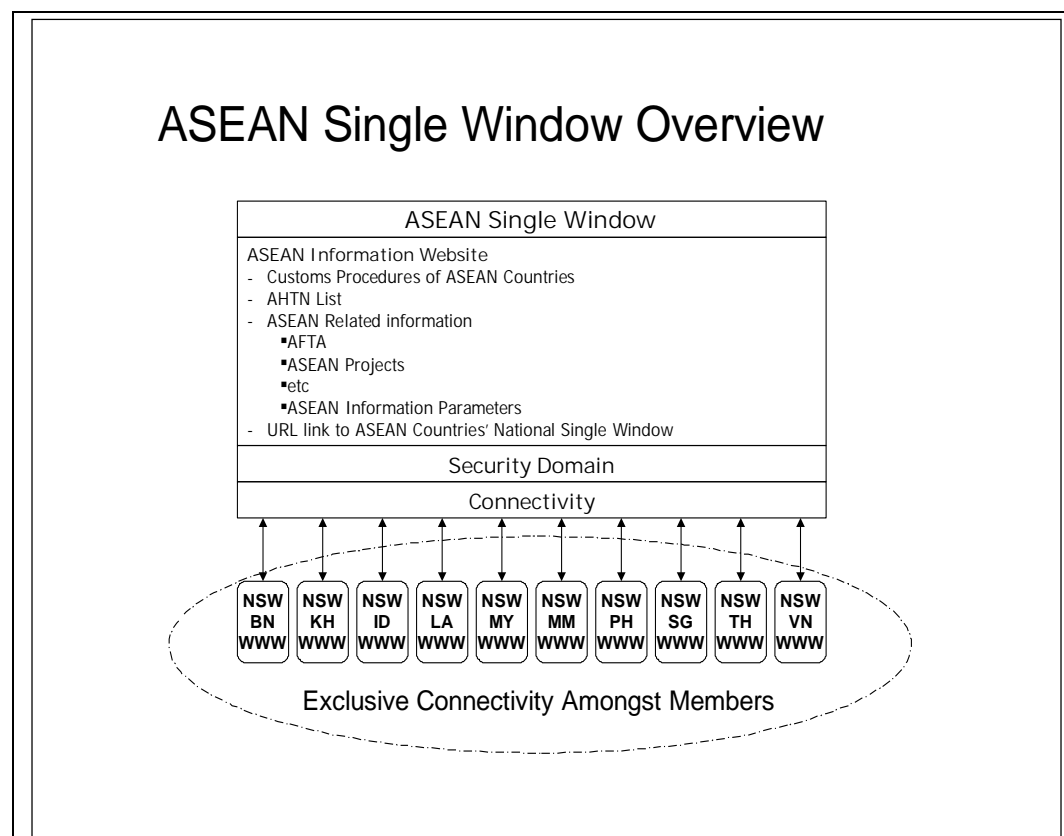 ASEAN Single Window Overview
ASEAN Single Window
ASEAN Information Website
- Customs Procedures of ASEAN Countries
- AHTN List
- ASEAN Related information
▪AFTA
▪ASEAN Projects
▪etc
▪ASEAN Information Parameters
- URL link to ASEAN Countries' National Single Window
Security Domain
Connectivity
NSW NSW NSW NSW NSW NSW NSW NSW NSW NSW
BN KH ID LA MY MM PH SG TH VN
WWW WWW WWW WWW WWW WWW WWW WWW WWW WWW
Exclusive Connectivity Amongst Members